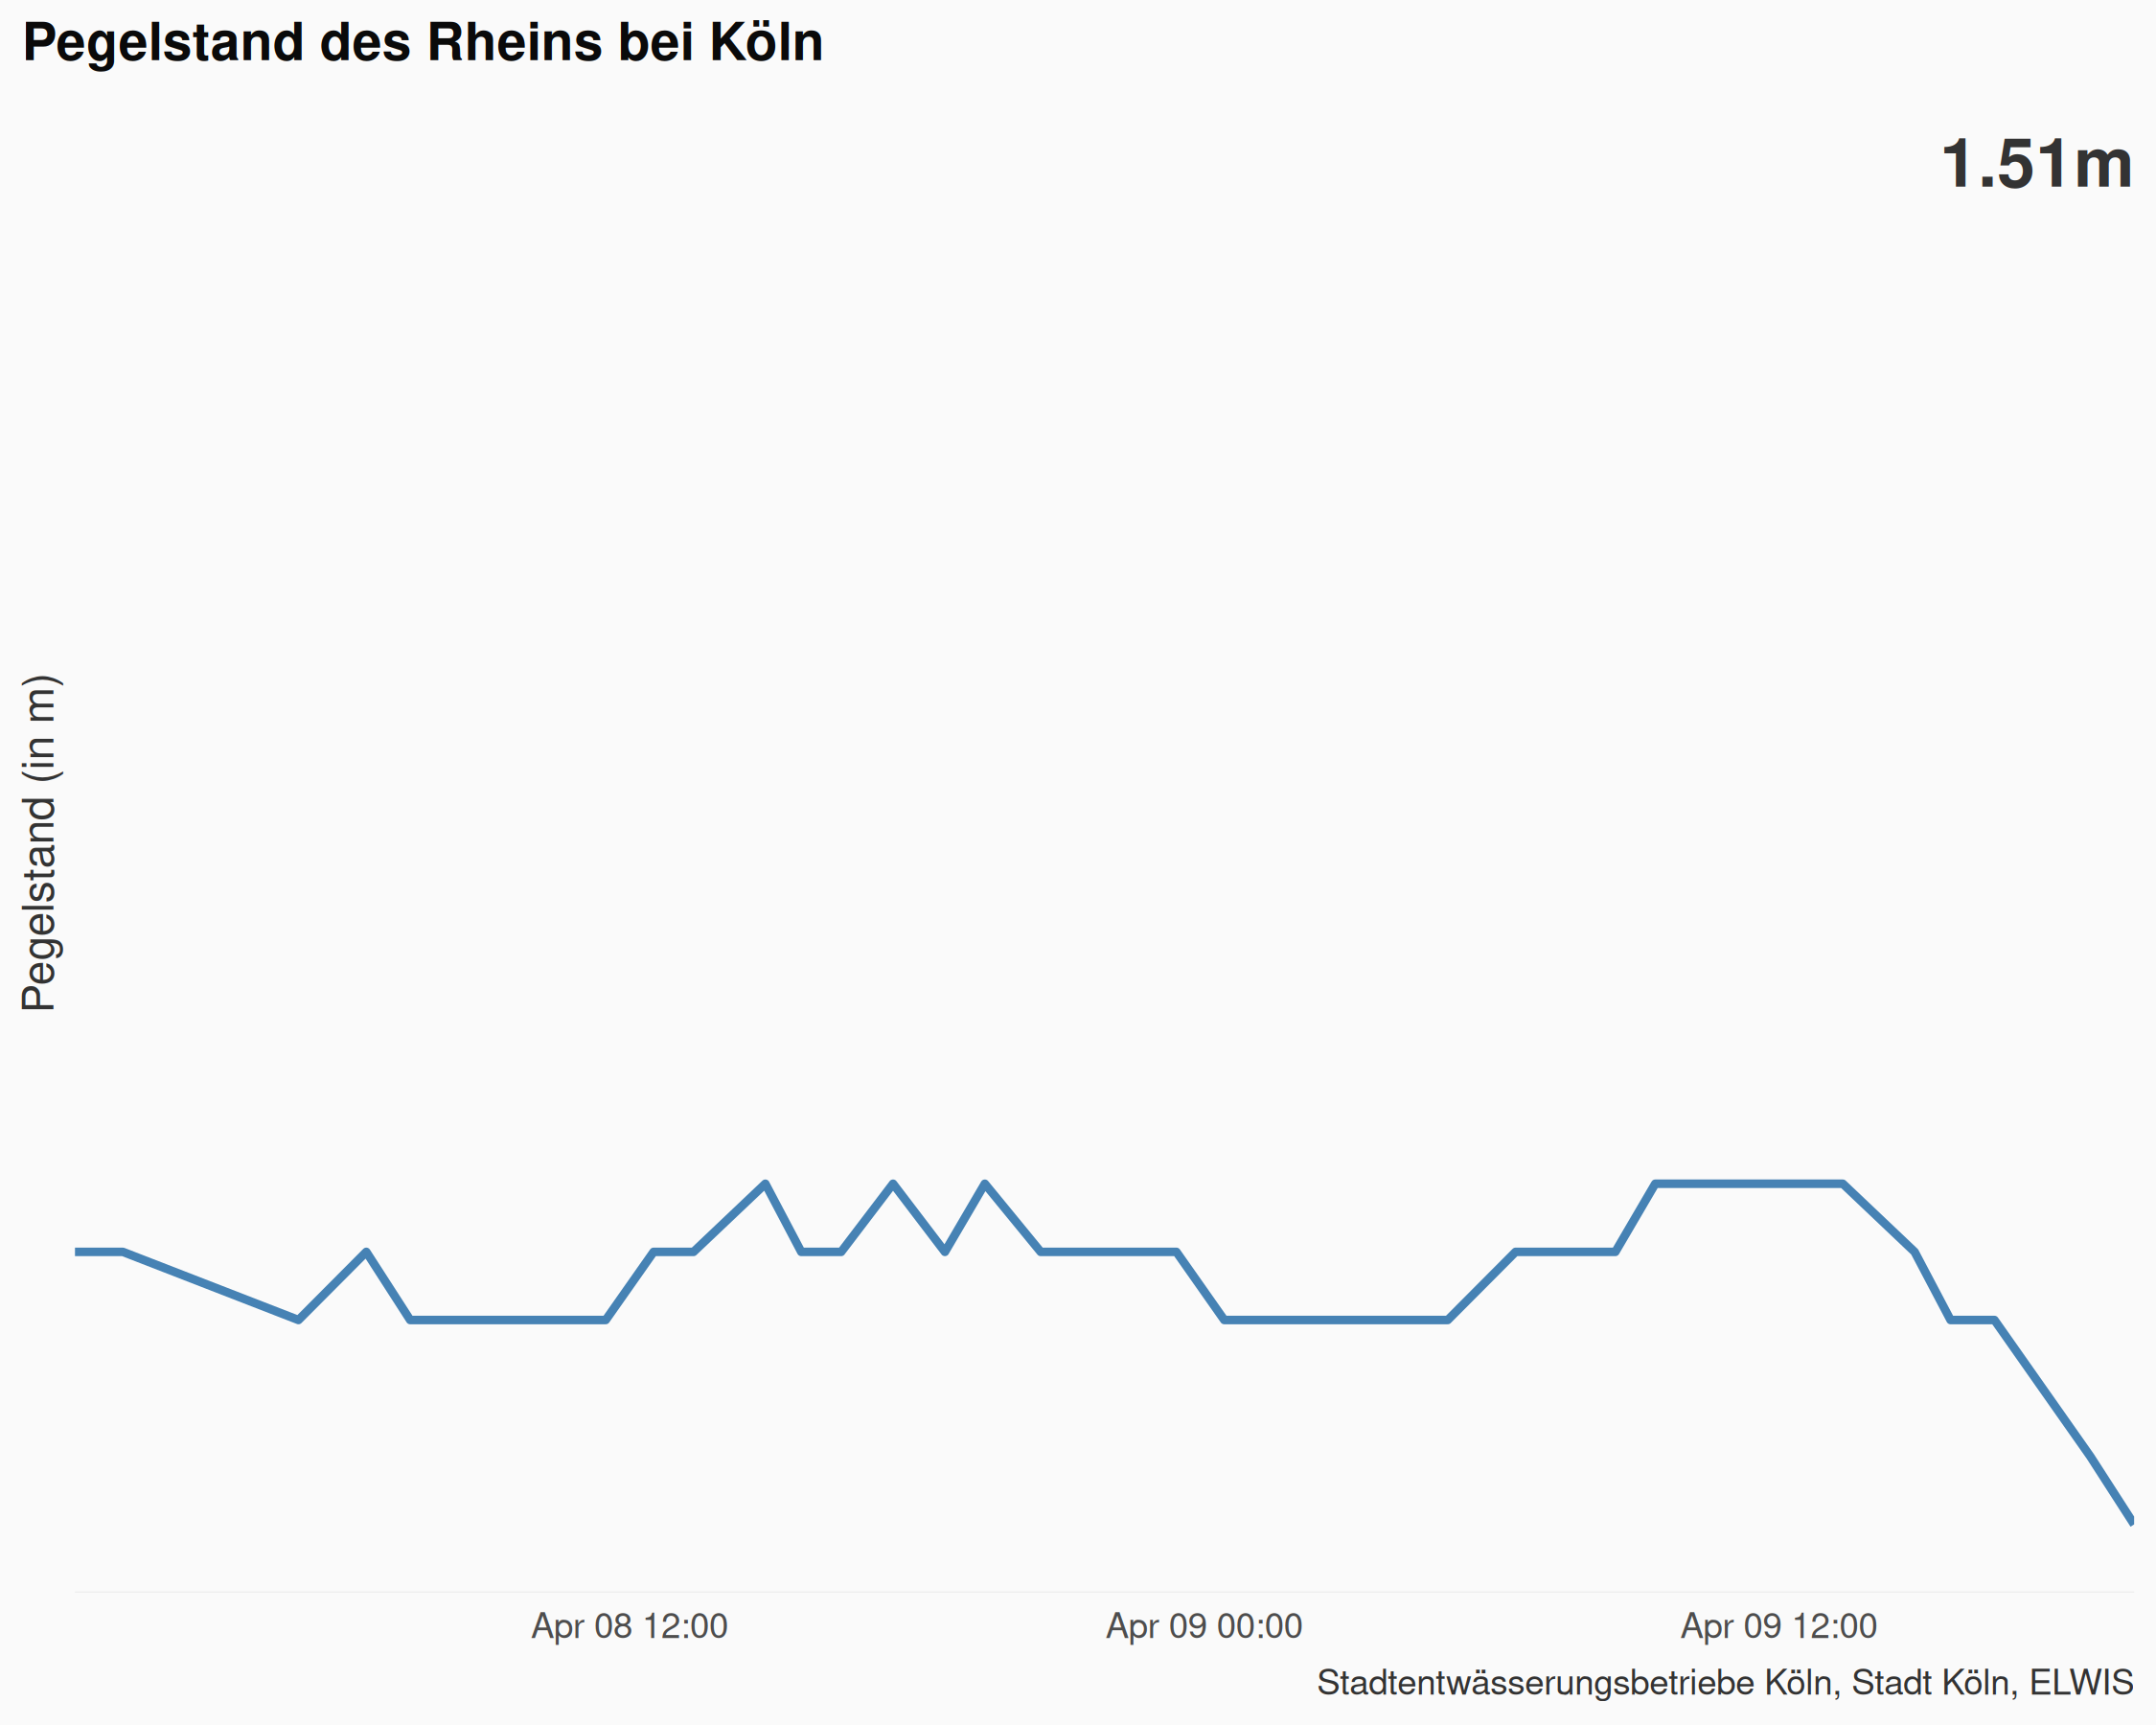 Pegelstand des Rheins bei Köln
1.51m
Pegelstand (in m)
Apr 08 12:00
Apr 09 00:00
Apr 09 12:00
Stadtentwässerungsbetriebe Köln, Stadt Köln, ELWIS